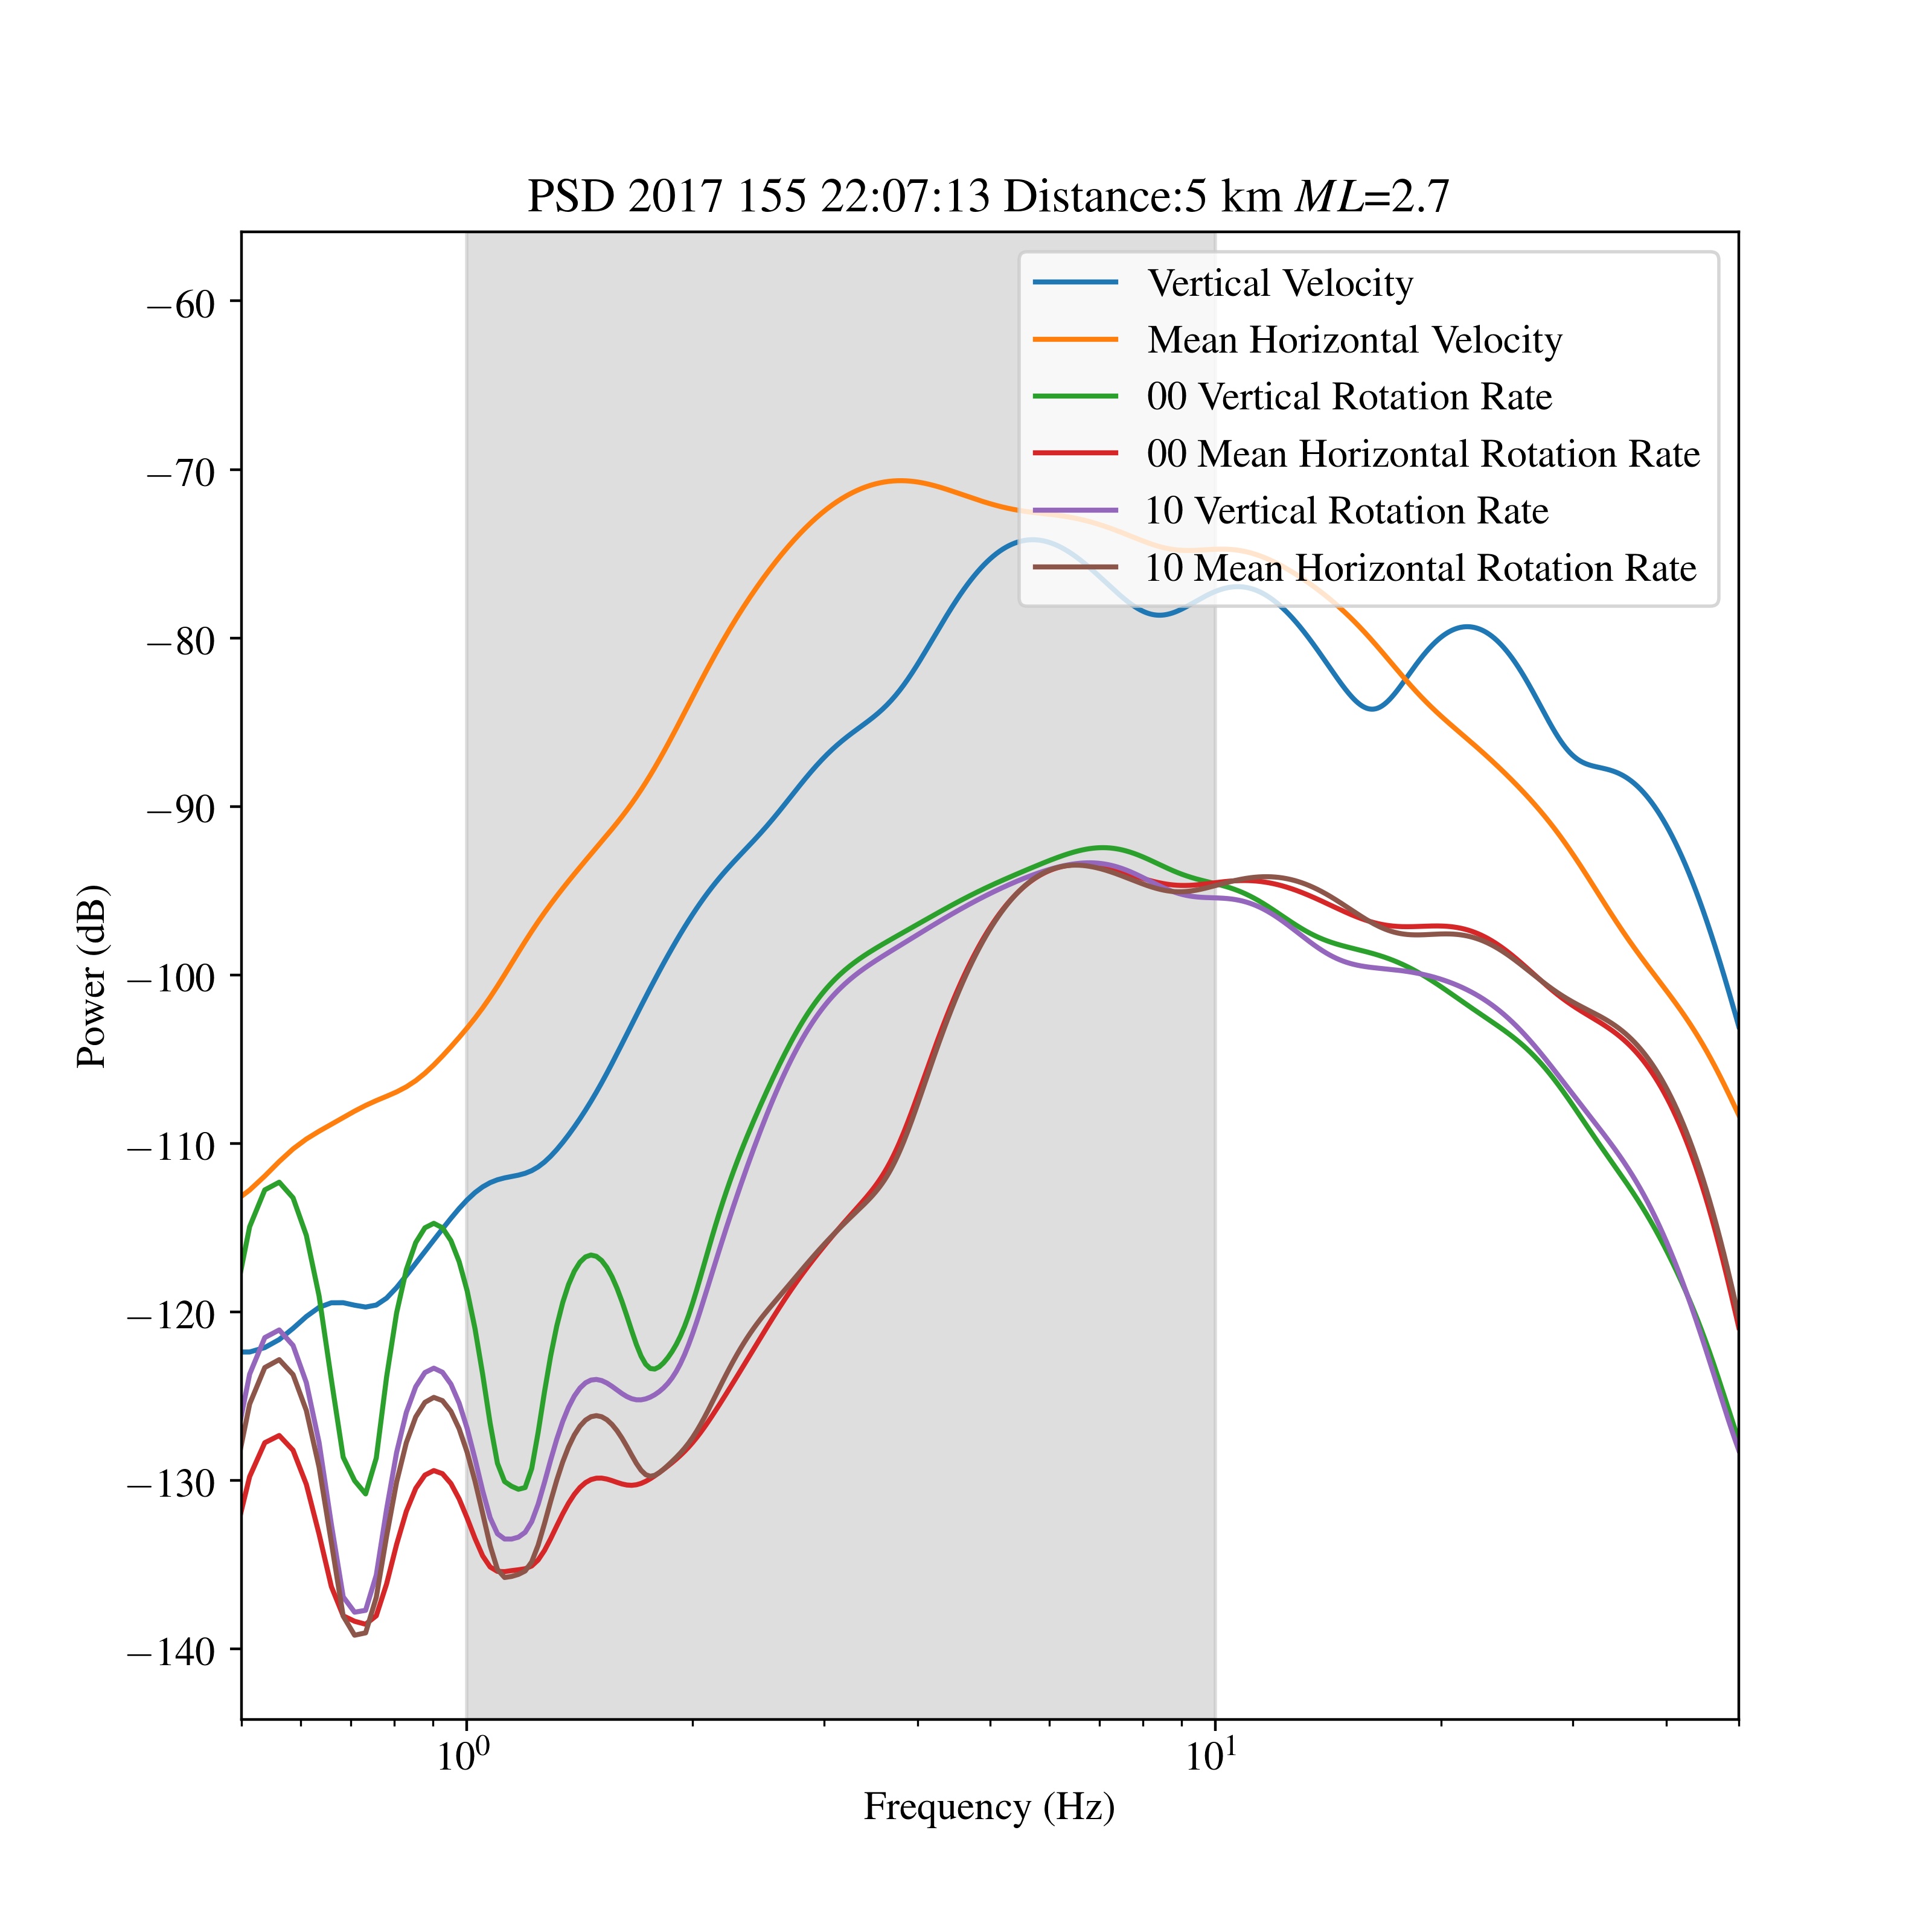 PSD 2017 155 22:07:13 Distance:5 km ML=2.7
Vertical Velocity
Mean Horizontal Velocity
00 Vertical Rotation Rate
00 Mean Horizontal Rotation Rate
10 Vertical Rotation Rate
10 Mean Horizontal Rotation Rate
Power (dB)
−60
−70
−80
−90
−100
−110
−120
−130
−140
10⁰
10¹
Frequency (Hz)